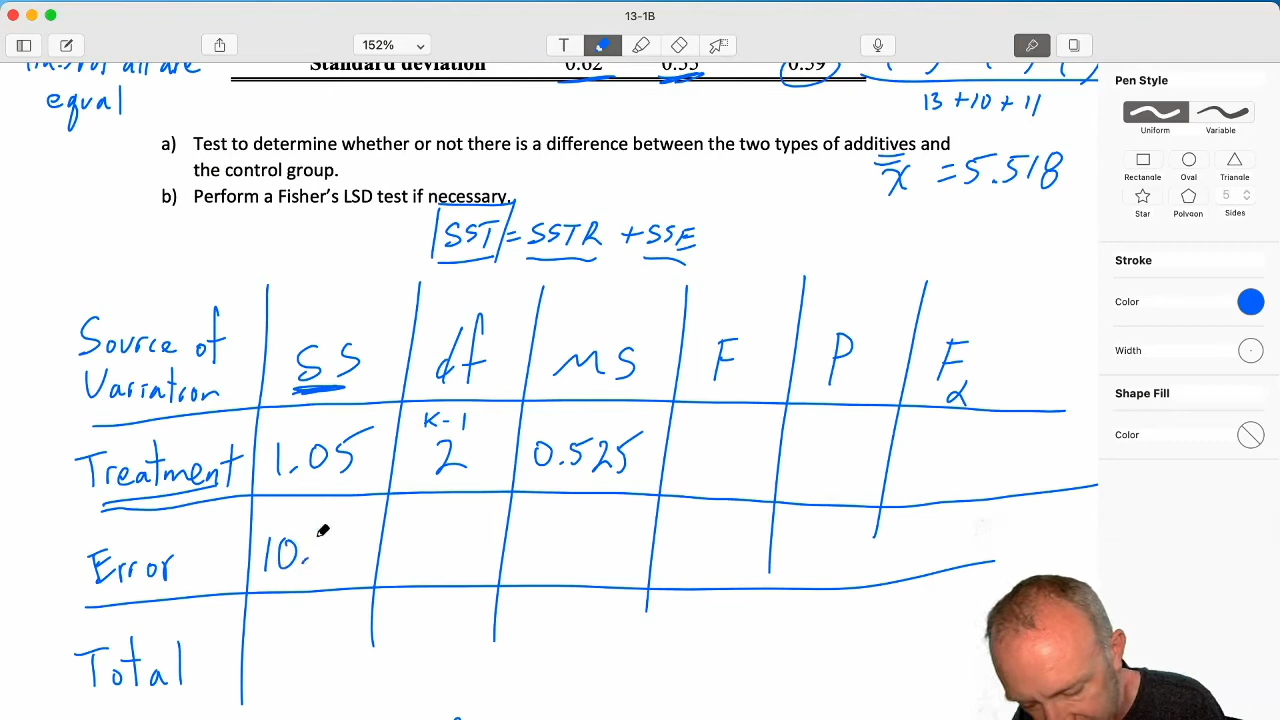 13-1B
152%
T
Standard deviation 0.62 0.55 0.59
equal
13 + 10 + 11
a) Test to determine whether or not there is a difference between the two types of additives and
the control group.
x = 5.518
b) Perform a Fisher's LSD test if necessary.
SST = SSTR + SSE
Source of
Variation
SS df MS F P F α
K-1
Treatment 1.05 2 0.525
Error 10.
Total
Pen Style
Uniform Variable
Rectangle Oval Triangle
5
Star Polygon Sides
Stroke
Color
Width
Shape Fill
Color